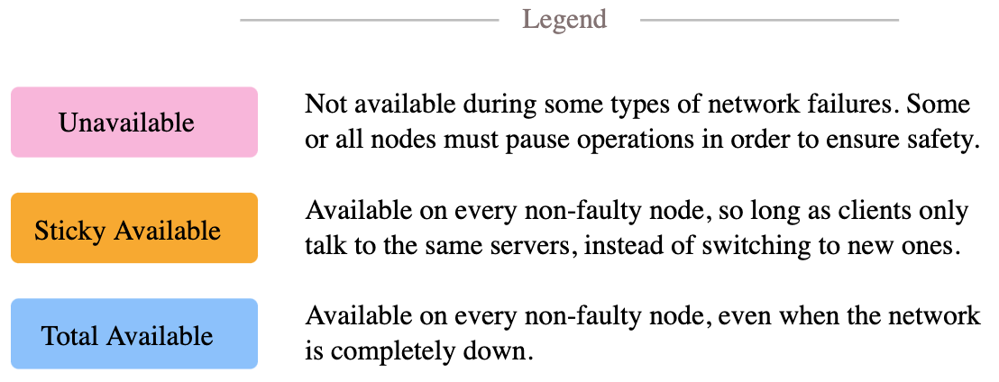 Legend
Unavailable
Not available during some types of network failures. Some
or all nodes must pause operations in order to ensure safety.
Sticky Available
Available on every non-faulty node, so long as clients only
talk to the same servers, instead of switching to new ones.
Total Available
Available on every non-faulty node, even when the network
is completely down.